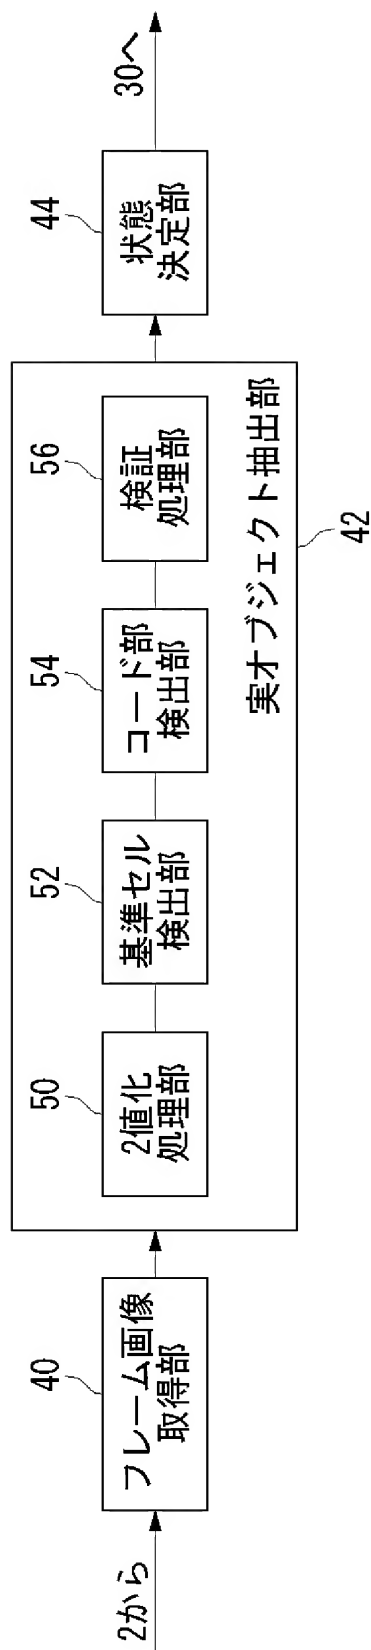 2から
40
フレーム画像
取得部
50
2値化
処理部
52
基準セル
検出部
54
コード部
検出部
56
検証
処理部
実オブジェクト抽出部
42
44
状態
決定部
30へ